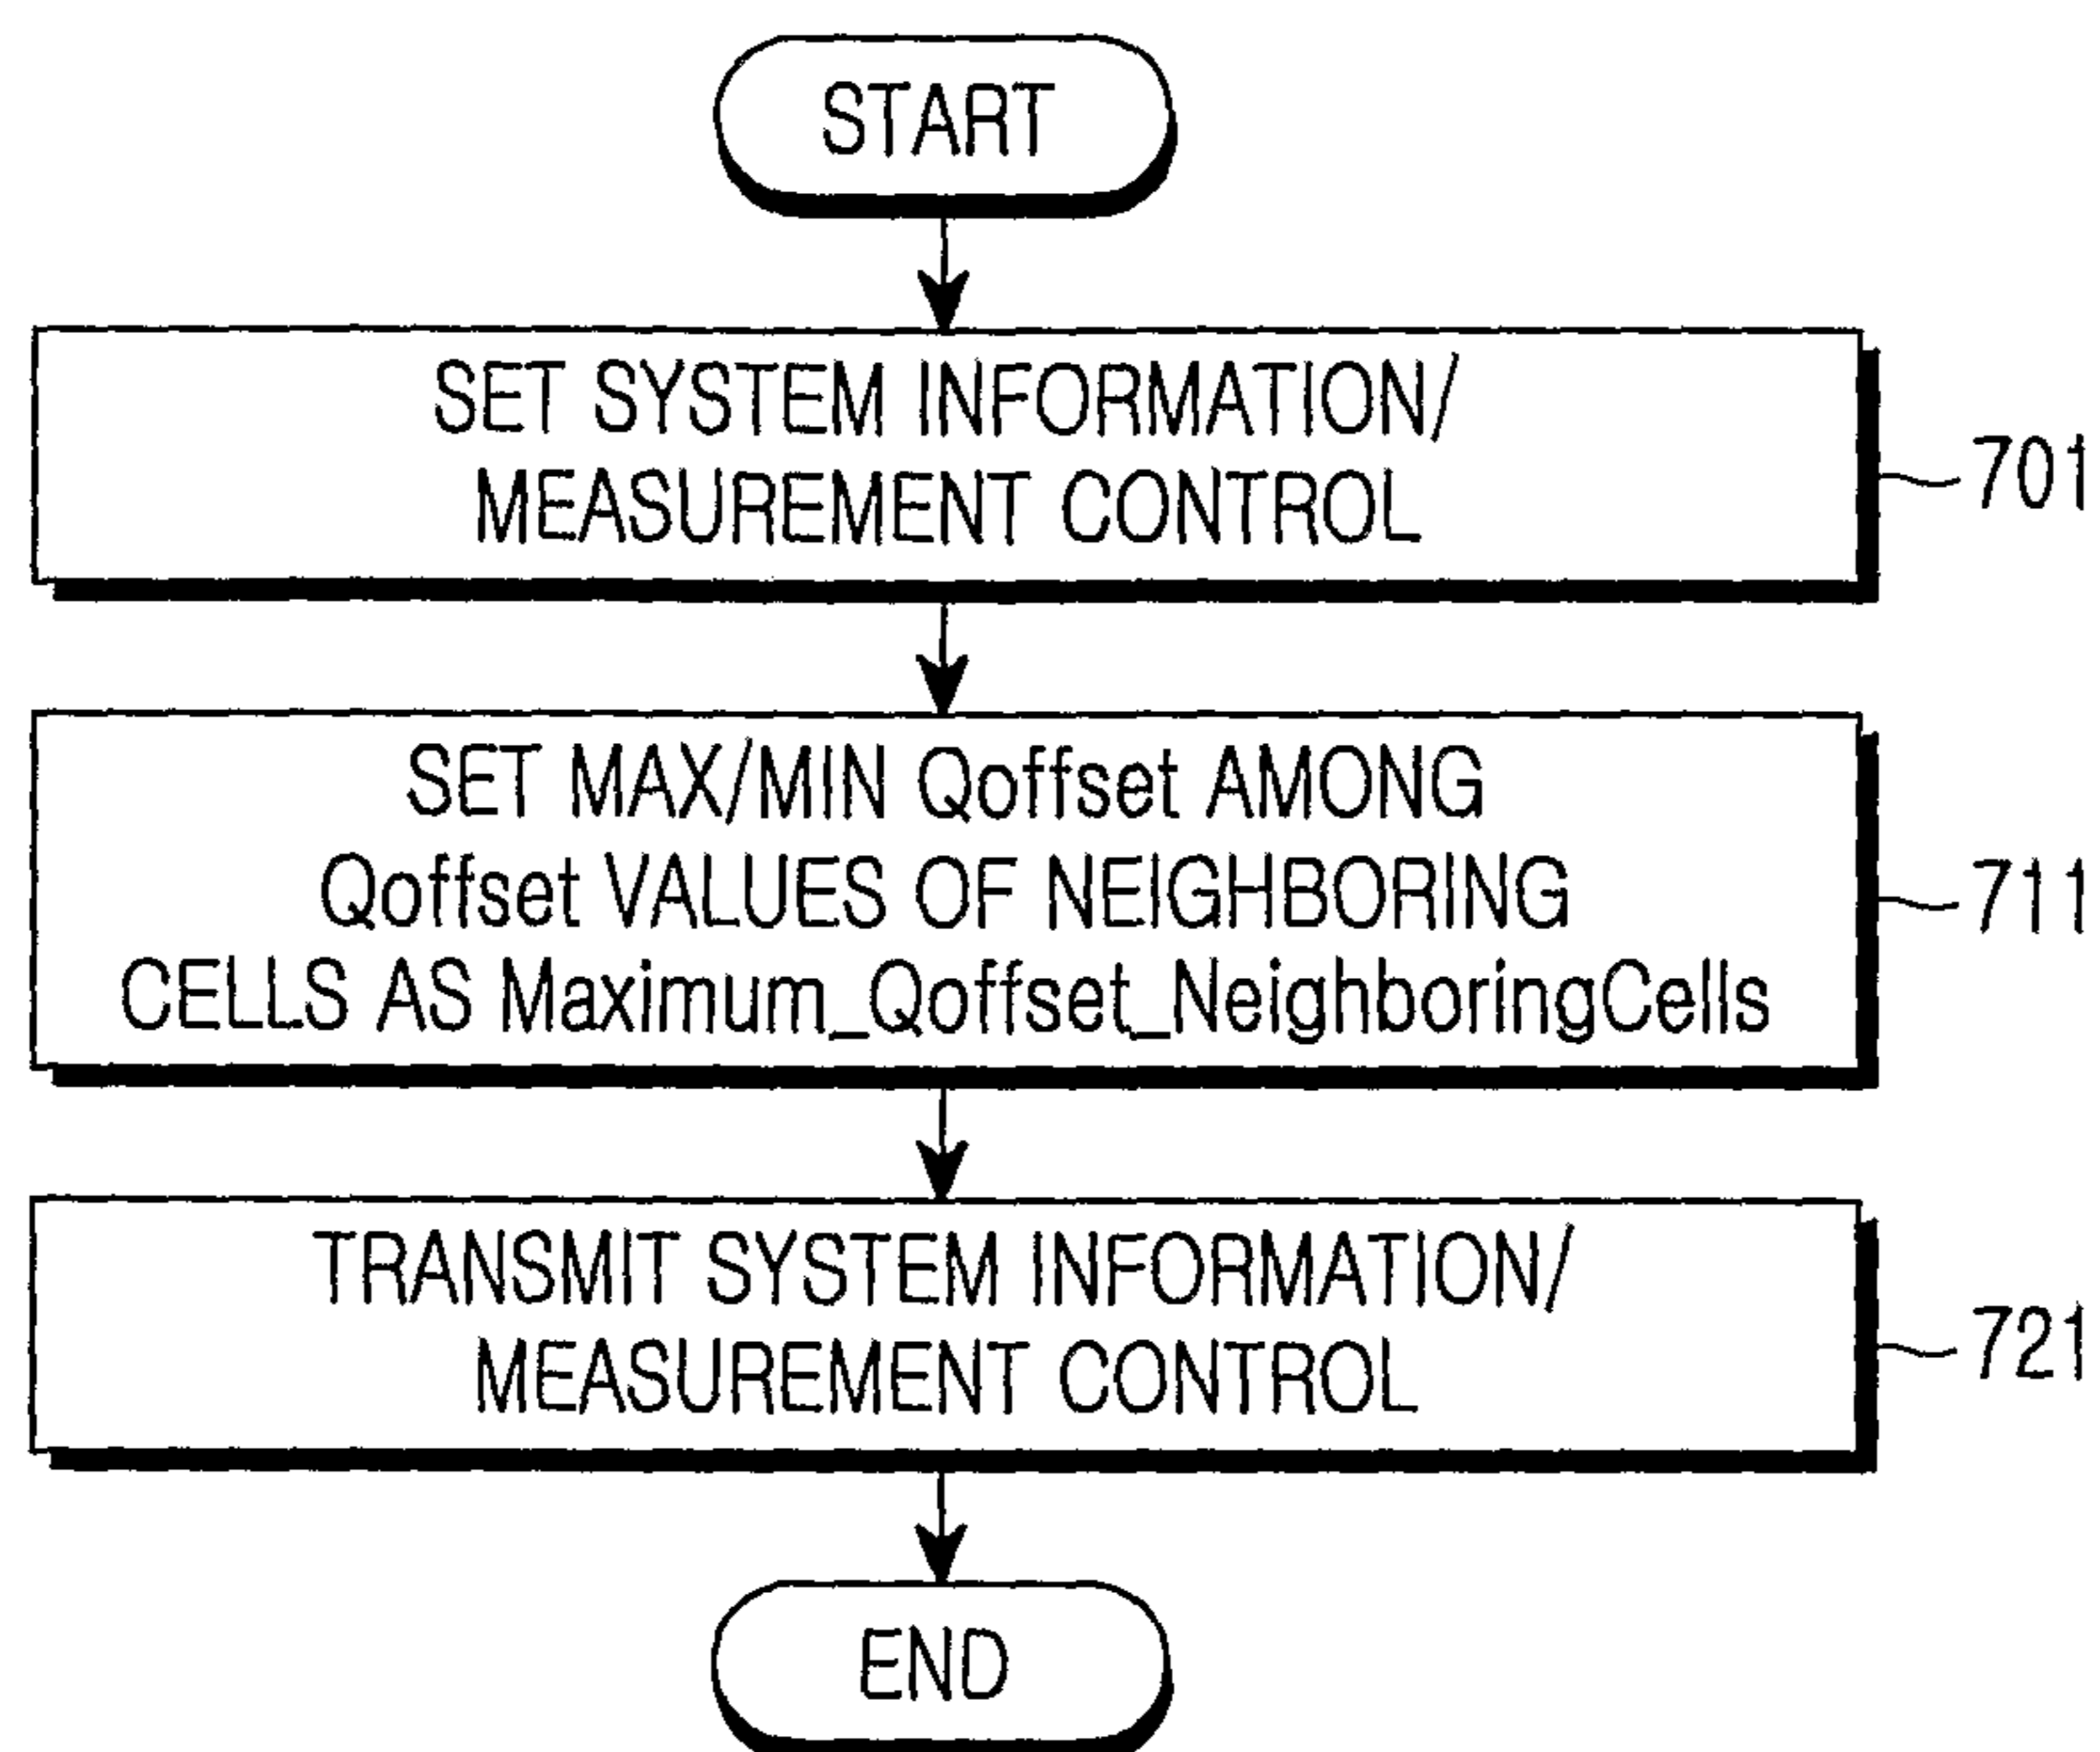 START
SET SYSTEM INFORMATION/
MEASUREMENT CONTROL
701
SET MAX/MIN Qoffset AMONG
Qoffset VALUES OF NEIGHBORING
CELLS AS Maximum_Qoffset_NeighboringCells
711
TRANSMIT SYSTEM INFORMATION/
MEASUREMENT CONTROL
721
END